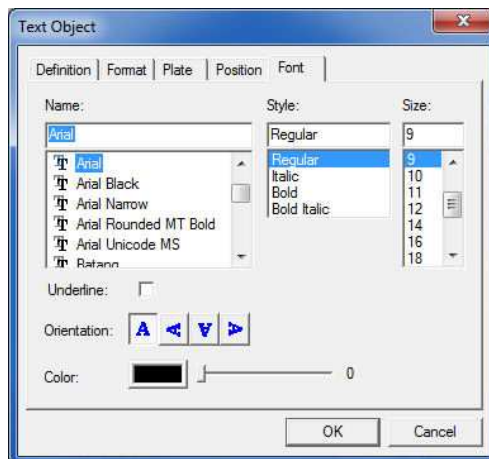 Text Object
Definition Format Plate Position Font
Name: Style: Size:
Arial Regular 9
Arial Regular 9
Arial Black Italic 10
Arial Narrow Bold 11
Arial Rounded MT Bold Bold Italic 12
Arial Unicode MS 14
Batang 16
18
Underline:
Orientation: A A A A
Color: 0
OK Cancel